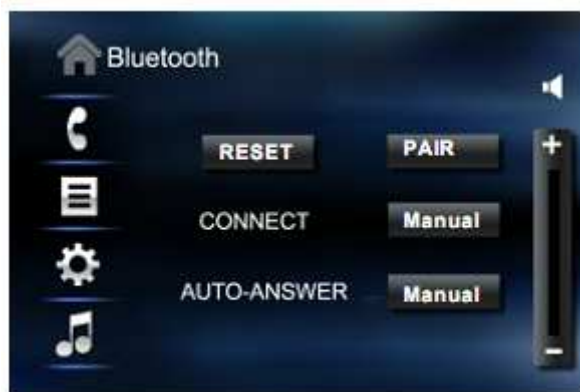 Bluetooth
RESET PAIR
CONNECT Manual
AUTO-ANSWER Manual
+
-